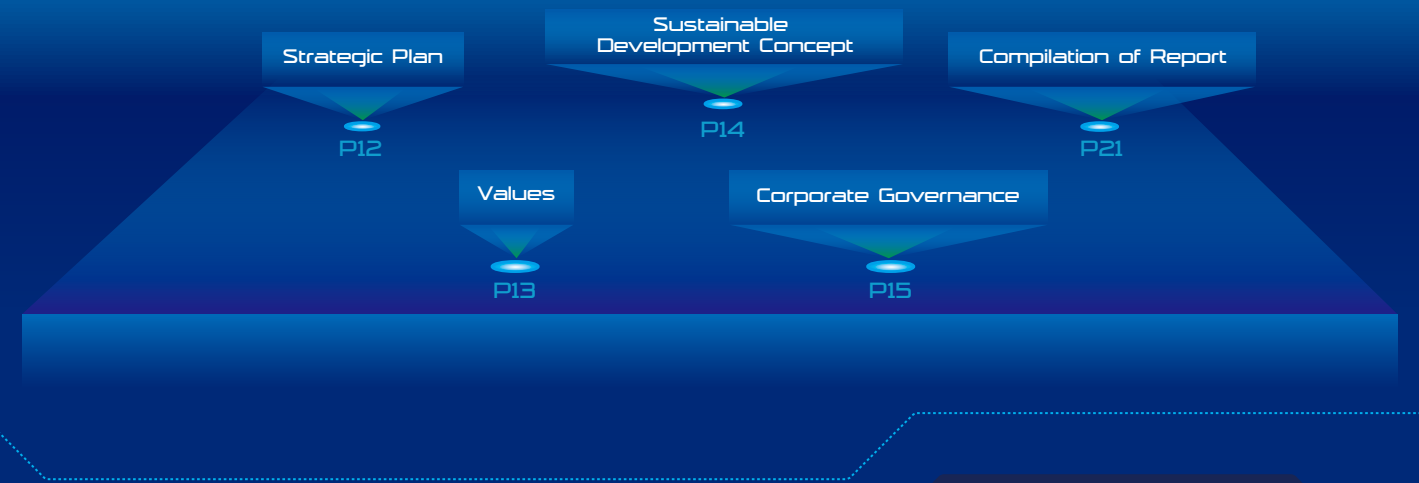 Strategic Plan
P12
Values
P13
Sustainable
Development Concept
P14
Corporate Governance
P15
Compilation of Report
P21